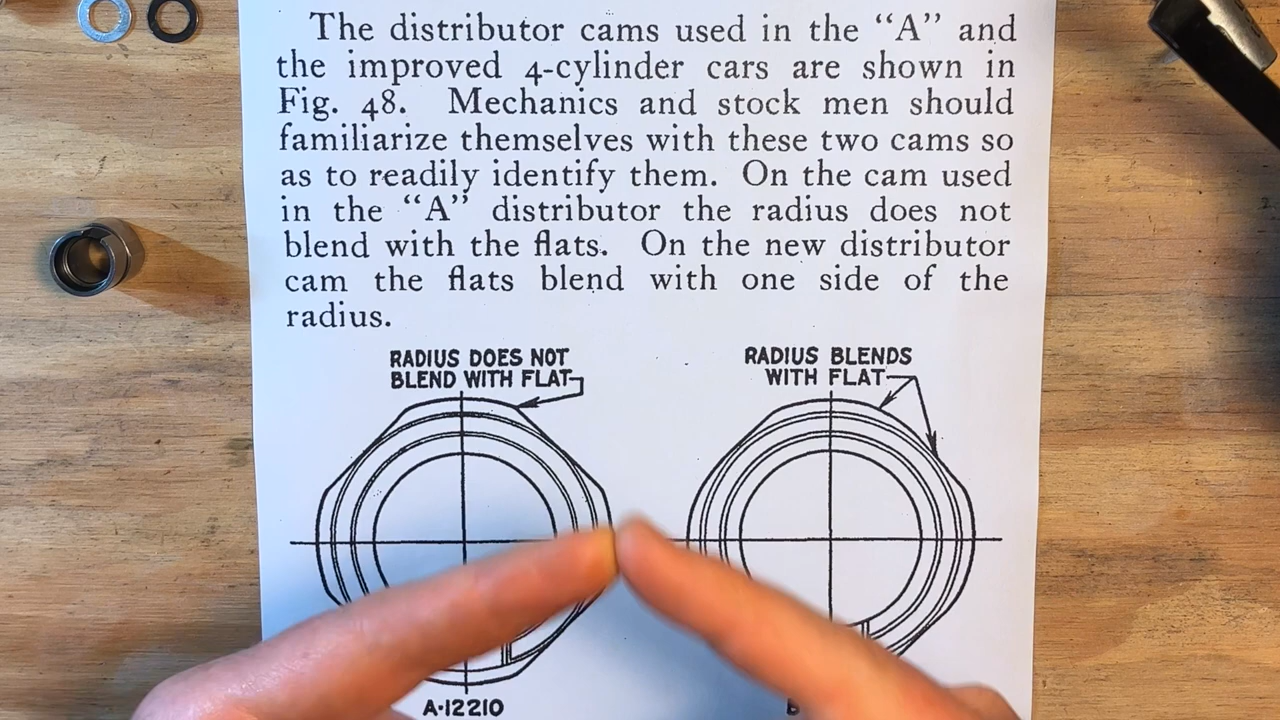 The distributor cams used in the “A” and
the improved 4-cylinder cars are shown in
Fig. 48. Mechanics and stock men should
familiarize themselves with these two cams so
as to readily identify them. On the cam used
in the “A” distributor the radius does not
blend with the flats. On the new distributor
cam the flats blend with one side of the
radius.
RADIUS DOES NOT
BLEND WITH FLAT
RADIUS BLENDS
WITH FLAT
A-12210